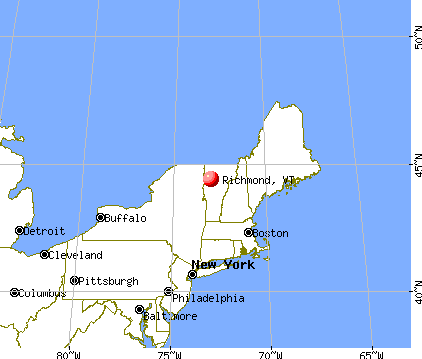 50°N
45°N
Richmond, VT
Buffalo
Detroit
Boston
Cleveland
New York
Pittsburgh
Columbus
Philadelphia
40°N
Baltimore
80°W
75°W
70°W
65°W